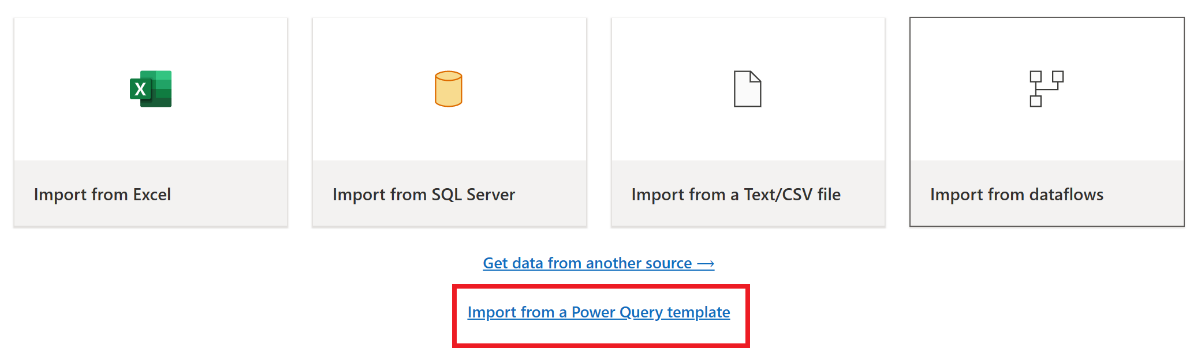 X
Import from Excel
Import from SQL Server
Import from a Text/CSV file
Import from dataflows
Get data from another source →
Import from a Power Query template